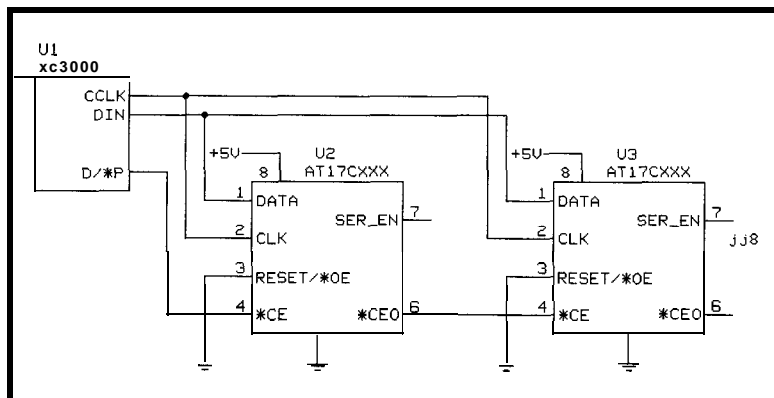 U1
xc3000
CCLK
DIN
D/*P
+5V
8
U2
AT17CXXX
1
DATA
SER_EN
7
2
CLK
3
RESET/*OE
4
*CE
*CEO
6
+5V
8
U3
AT17CXXX
1
DATA
SER_EN
7
jj8
2
CLK
3
RESET/*OE
4
*CE
*CEO
6